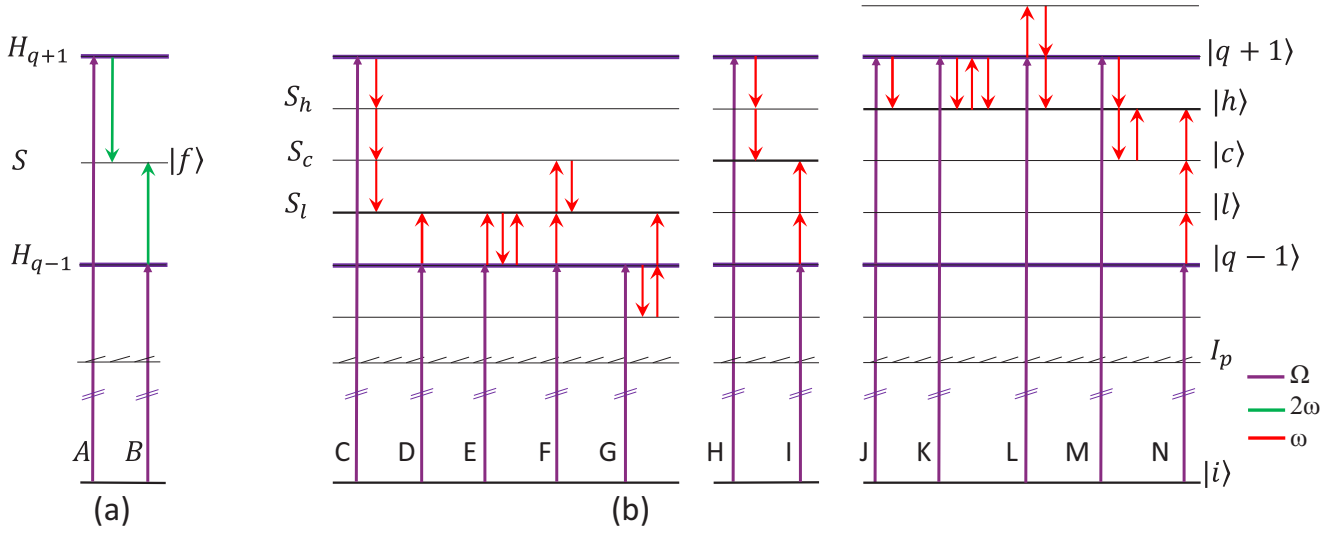 H_{q+1}
S
|f⟩
H_{q−1}
A B
(a)
S_h
S_c
S_l
C D E F G H I J K L M N
(b)
|q + 1⟩
|h⟩
|c⟩
|l⟩
|q − 1⟩
I_p
|i⟩
Ω
2ω
ω